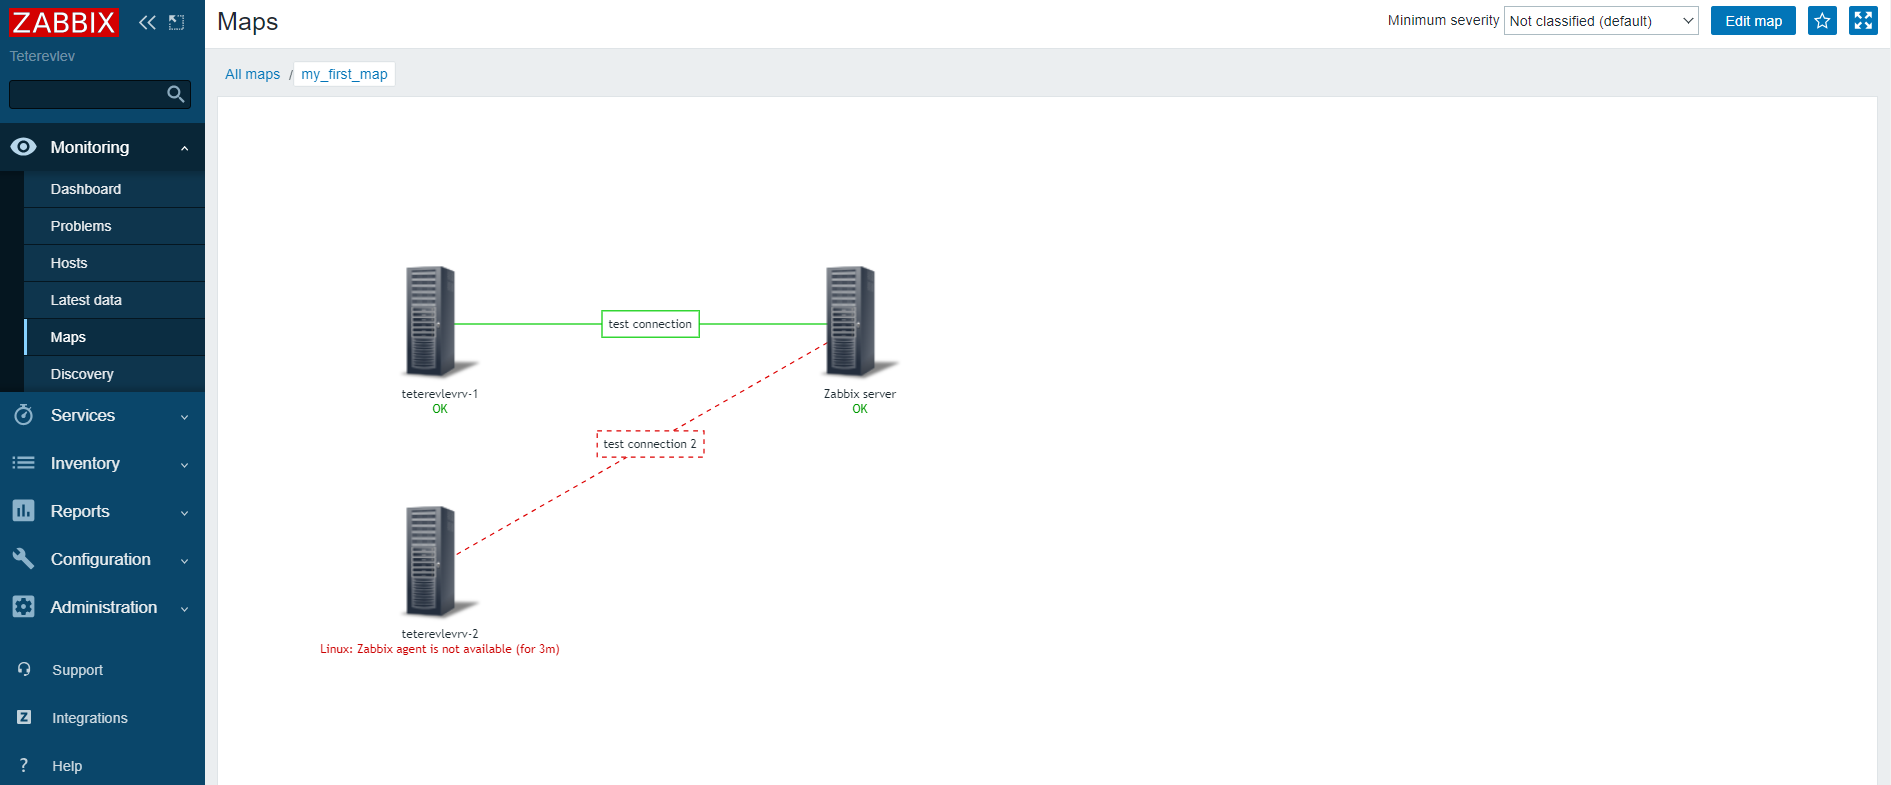 ZABBIX
Teterevlev
Monitoring
Dashboard
Problems
Hosts
Latest data
Maps
Discovery
Services
Inventory
Reports
Configuration
Administration
Support
Z Integrations
? Help
Maps
Minimum severity Not classified (default) Edit map
All maps / my_first_map
test connection
teterevlevrv-1
OK
Zabbix server
OK
test connection 2
teterevlevrv-2
Linux: Zabbix agent is not available (for 3m)